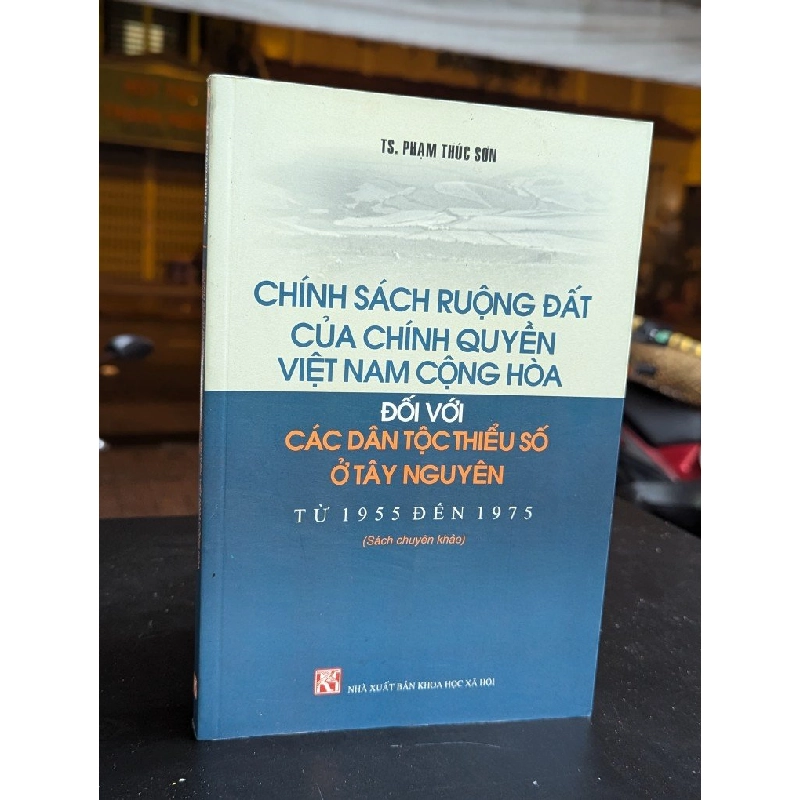 TS. PHẠM THÚC SƠN
CHÍNH SÁCH RUỘNG ĐẤT
CỦA CHÍNH QUYỀN
VIỆT NAM CỘNG HÒA
ĐỐI VỚI
CÁC DÂN TỘC THIỂU SỐ
Ở TÂY NGUYÊN
TỪ 1955 ĐẾN 1975
(Sách chuyên khảo)
NHÀ XUẤT BẢN KHOA HỌC XÃ HỘI